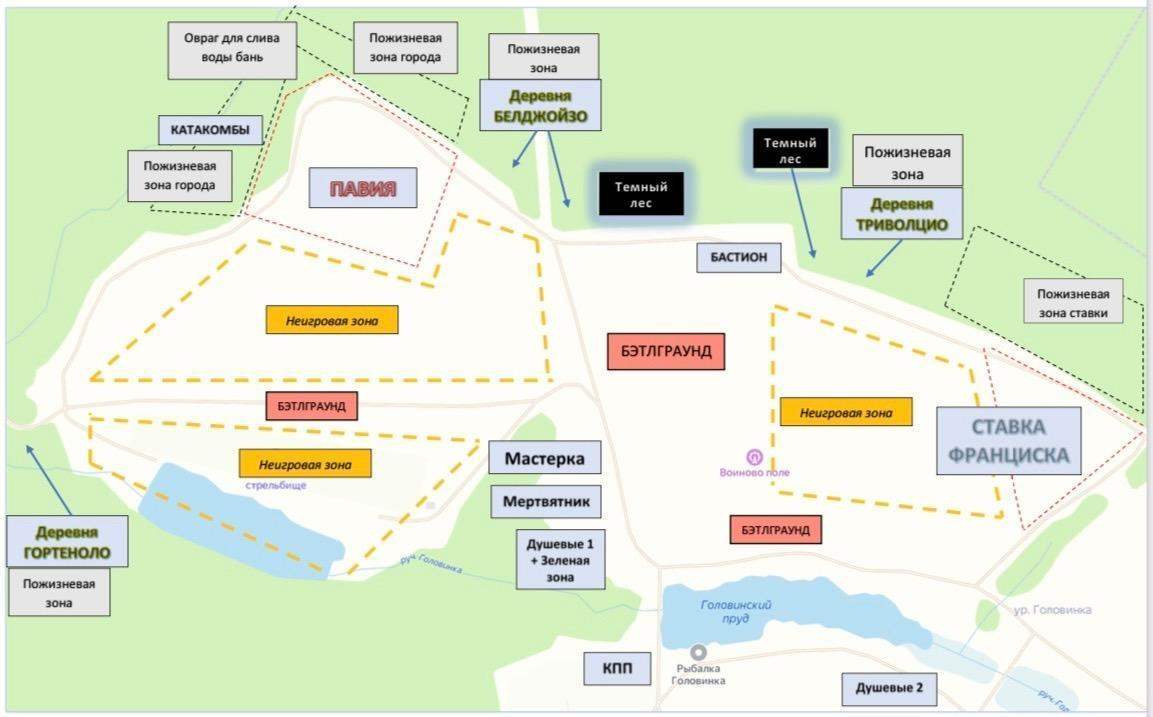 Овраг для слива
воды бань
Пожизневая
зона города
Пожизневая
зона
Деревня
БЕЛДЖОЙЗО
КАТАКОМБЫ
Пожизневая
зона города
ПАВИЯ
Темный
лес
Темный
лес
Пожизневая
зона
Деревня
ТРИВОЛЦИО
БАСТИОН
Пожизневая
зона ставки
Неигровая зона
БЭТЛГРАУНД
БЭТЛГРАУНД
Неигровая зона
СТАВКА
ФРАНЦИСКА
Неигровая зона
стрельбище
Мастерка
Воиново поле
Мертвятник
БЭТЛГРАУНД
Деревня
ГОРТЕНОЛО
Пожизневая
зона
Душевые 1
+ Зеленая
зона
руч. Головинка
Головинский
пруд
ур. Головинка
КПП
Рыбалка
Головинка
Душевые 2
руч. Гол